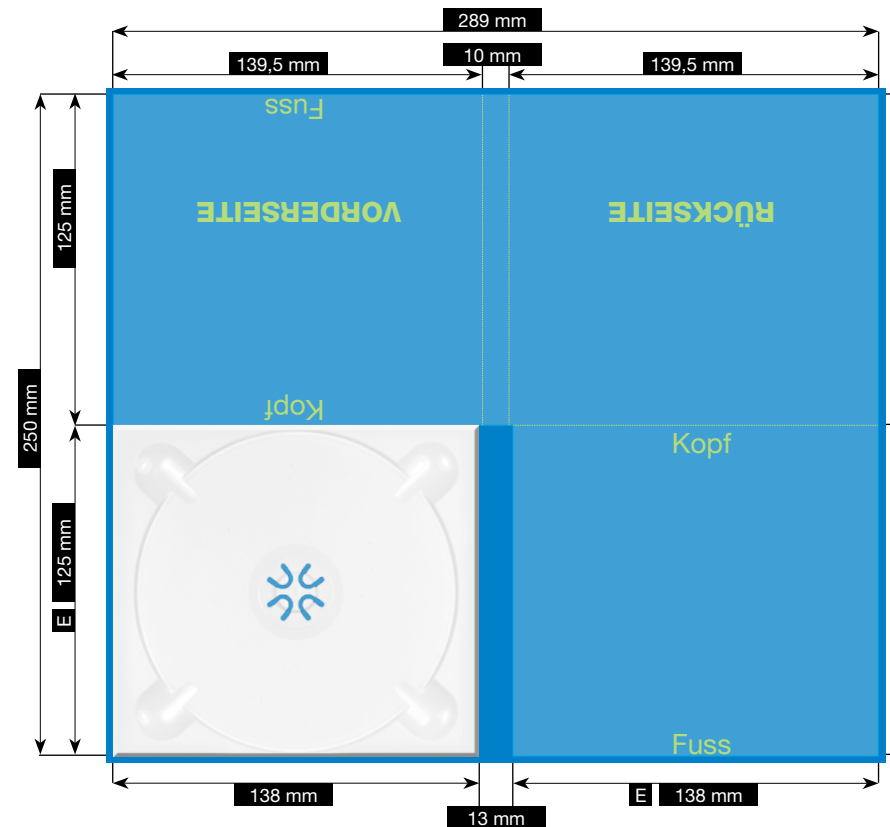 289 mm
10 mm
139,5 mm
139,5 mm
Fuss
VORDERSEITE
RÜCKSEITE
125 mm
250 mm
Kopf
Kopf
E 125 mm
Fuss
138 mm
E 138 mm
13 mm